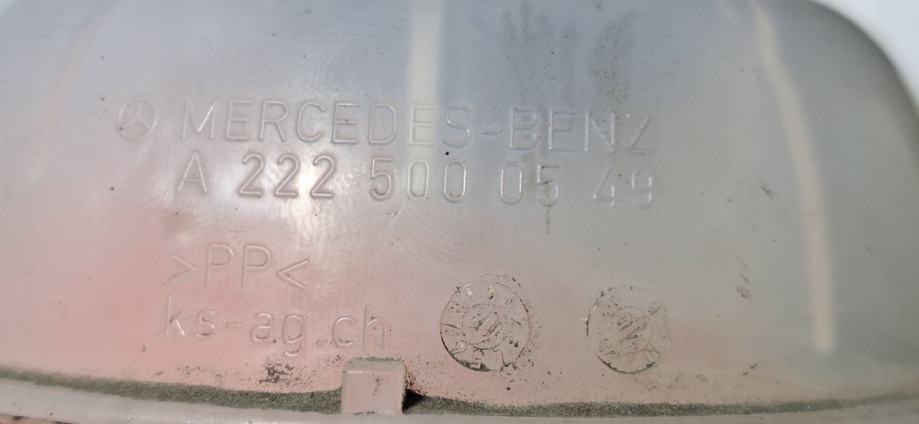 MERCEDES-BENZ
A 222 500 05 49
>PP<
ks-ag.ch